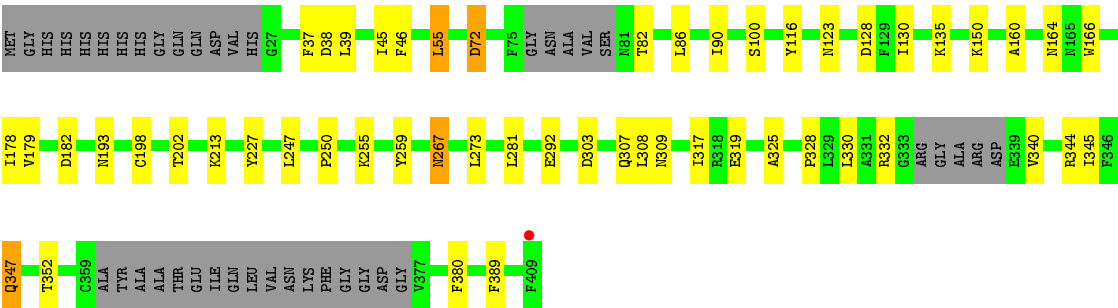 MET GLY HIS HIS HIS HIS HIS HIS GLY GLN GLN ASP VAL HIS G27 F37 D38 L39 I45 F46 L55 D72 F75 GLY ASN ALA VAL SER N81 T82 L86 I90 S100 Y116 N123 D128 F129 I130 K135 K150 A160 N164 N165 W166
I178 V179 D182 N193 C198 T202 K213 Y227 L247 P250 K255 Y259 N267 L273 L281 E292 D303 Q307 L308 N309 I317 R318 E319 A325 P328 L329 L330 A331 R332 G333 ARG GLY ALA ARG ASP E339 V340 R344 I345 F346
Q347 T352 C359 ALA TYR ALA ALA THR GLU ILE GLN LEU VAL ASN LYS PHE GLY GLY ASP GLY V377 F380 F389 F409